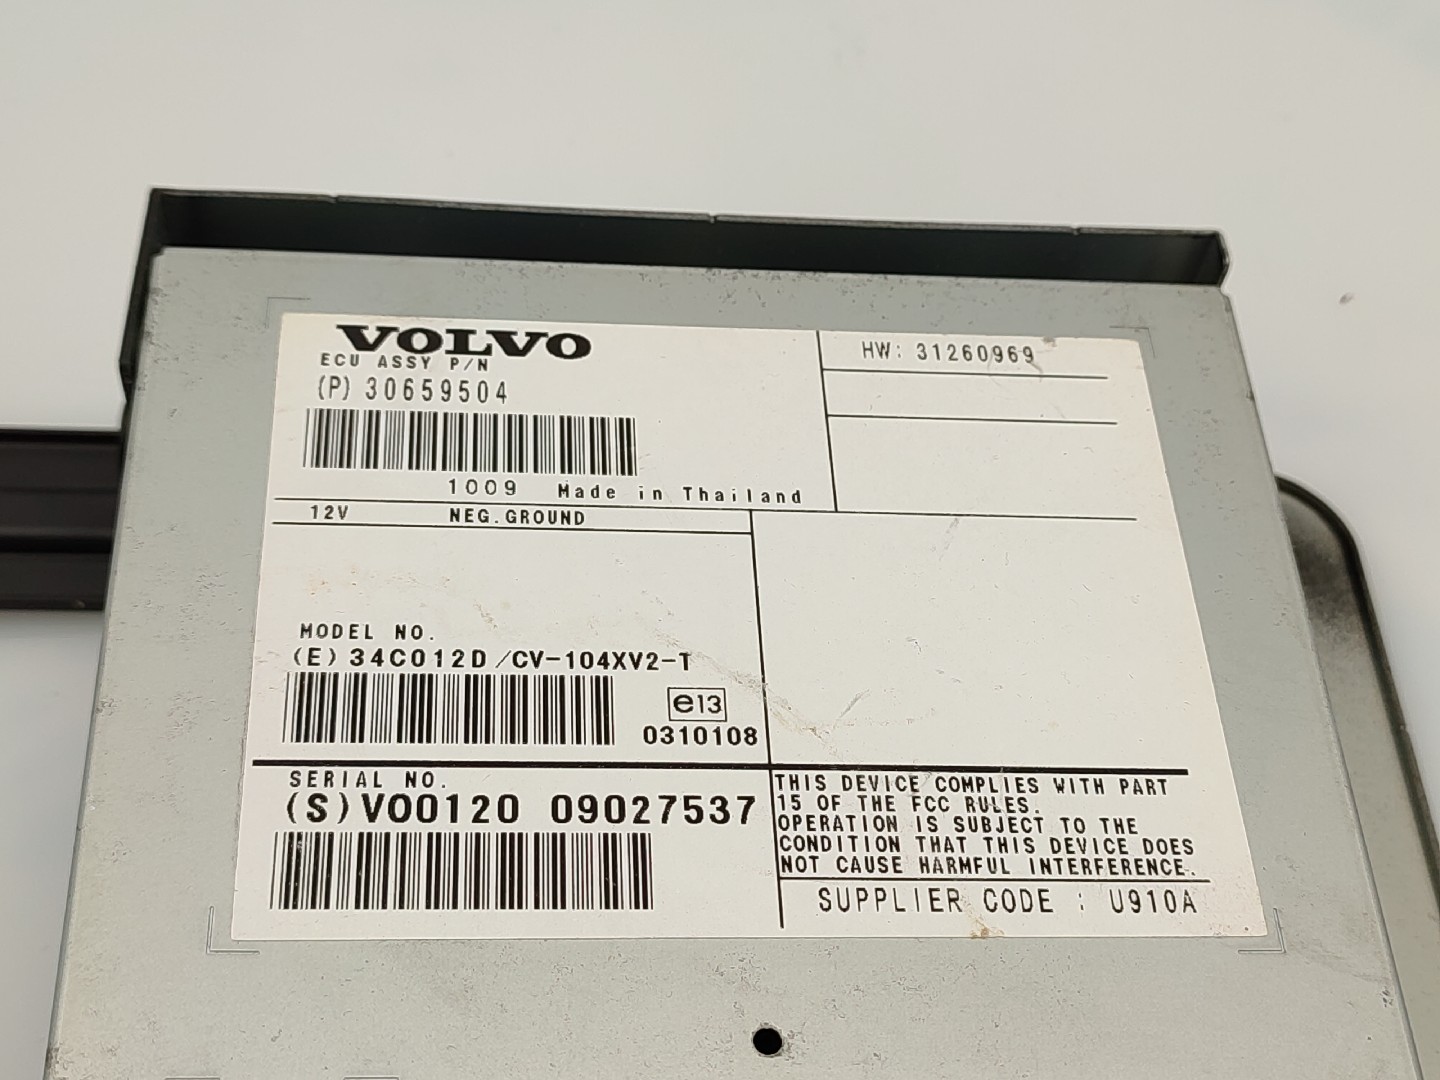 VOLVO
ECU ASSY P/N
(P) 30659504
1009 Made in Thailand
HW: 31260969
12V NEG. GROUND
MODEL NO.
(E) 34C012D/CV-104XV2-T
e13
0310108
SERIAL NO.
(S)V00120 09027537
THIS DEVICE COMPLIES WITH PART
15 OF THE FCC RULES.
OPERATION IS SUBJECT TO THE
CONDITION THAT THIS DEVICE DOES
NOT CAUSE HARMFUL INTERFERENCE.
SUPPLIER CODE : U910A